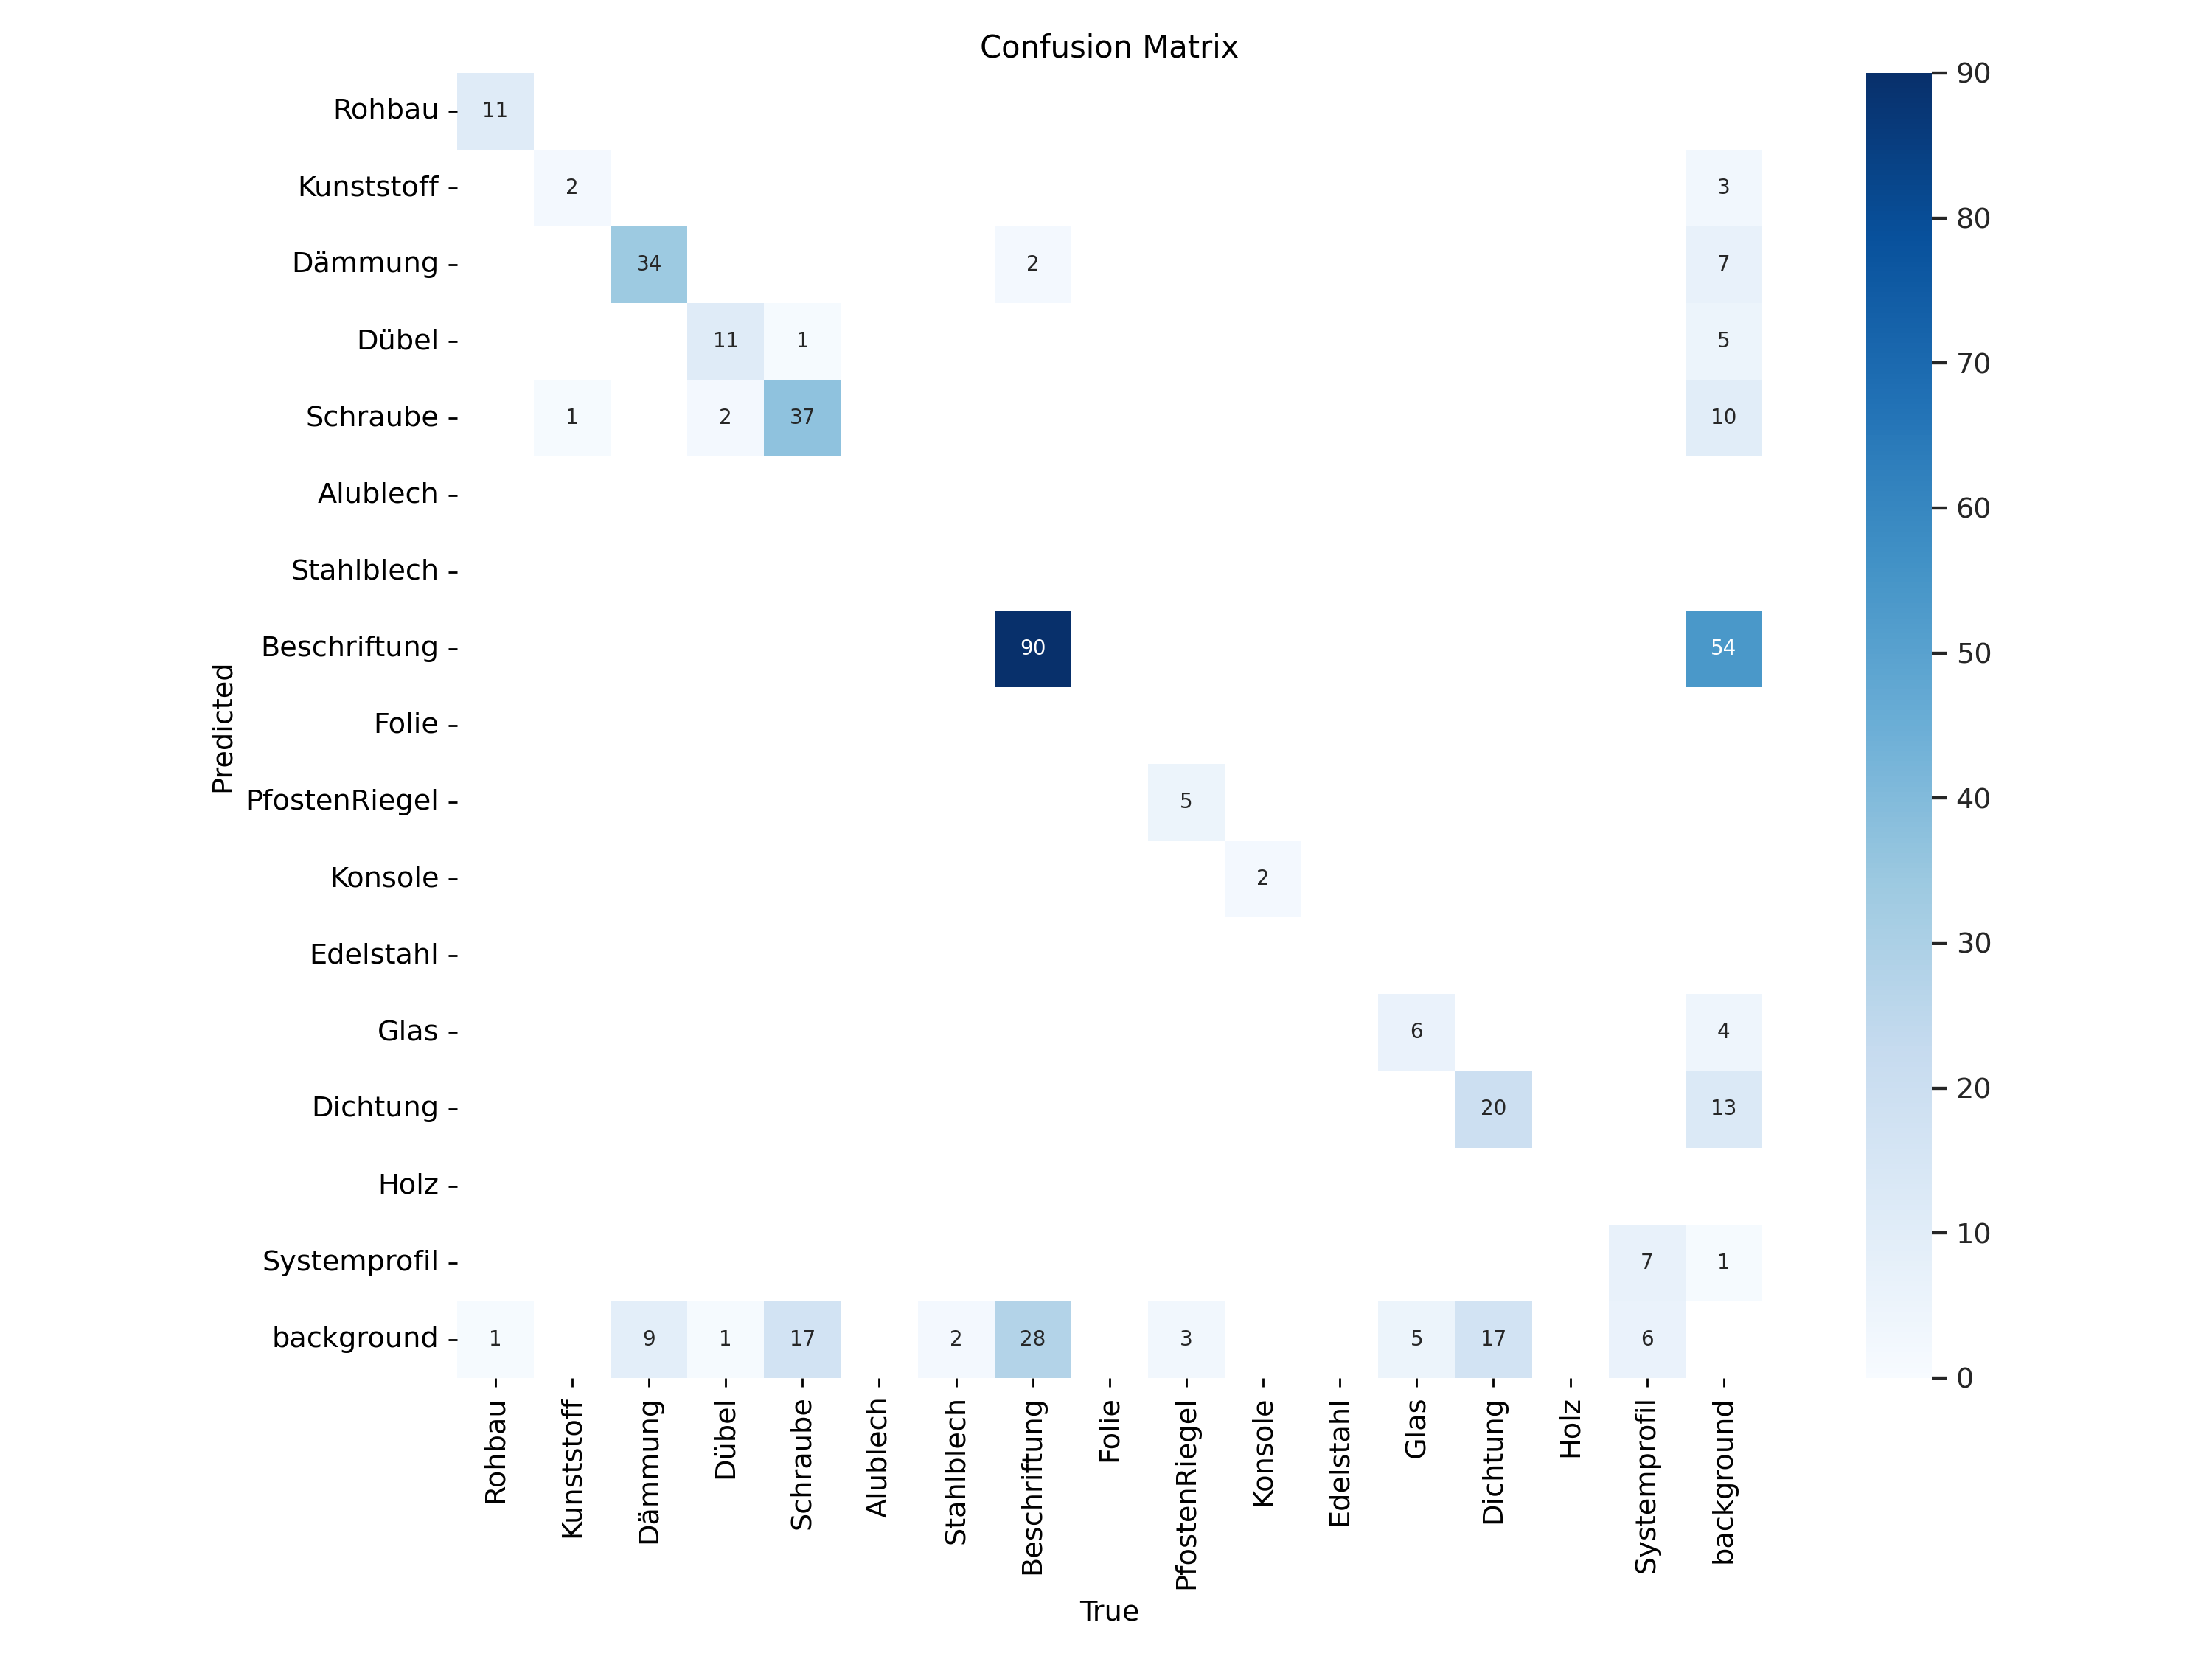 Confusion Matrix
Rohbau 11
Kunststoff 2 3
Dämmung 34 2 7
Dübel 11 1 5
Schraube 1 2 37 10
Alublech
Stahlblech
Beschriftung 90 54
Folie
PfostenRiegel 5
Konsole 2
Edelstahl
Glas 6 4
Dichtung 20 13
Holz
Systemprofil 7 1
background 1 9 1 17 2 28 3 5 17 6
Predicted
Rohbau
Kunststoff
Dämmung
Dübel
Schraube
Alublech
Stahlblech
Beschriftung
Folie
PfostenRiegel
Konsole
Edelstahl
Glas
Dichtung
Holz
Systemprofil
background
True
90
80
70
60
50
40
30
20
10
0